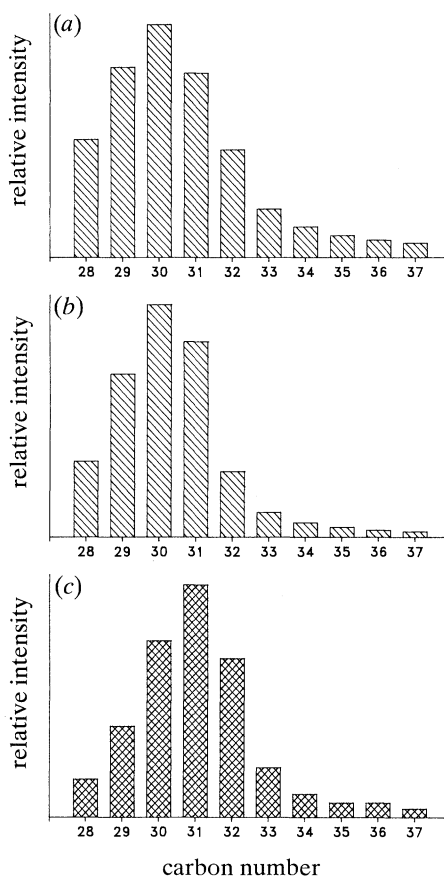 (a)
relative intensity
28 29 30 31 32 33 34 35 36 37
(b)
relative intensity
28 29 30 31 32 33 34 35 36 37
(c)
relative intensity
28 29 30 31 32 33 34 35 36 37
carbon number